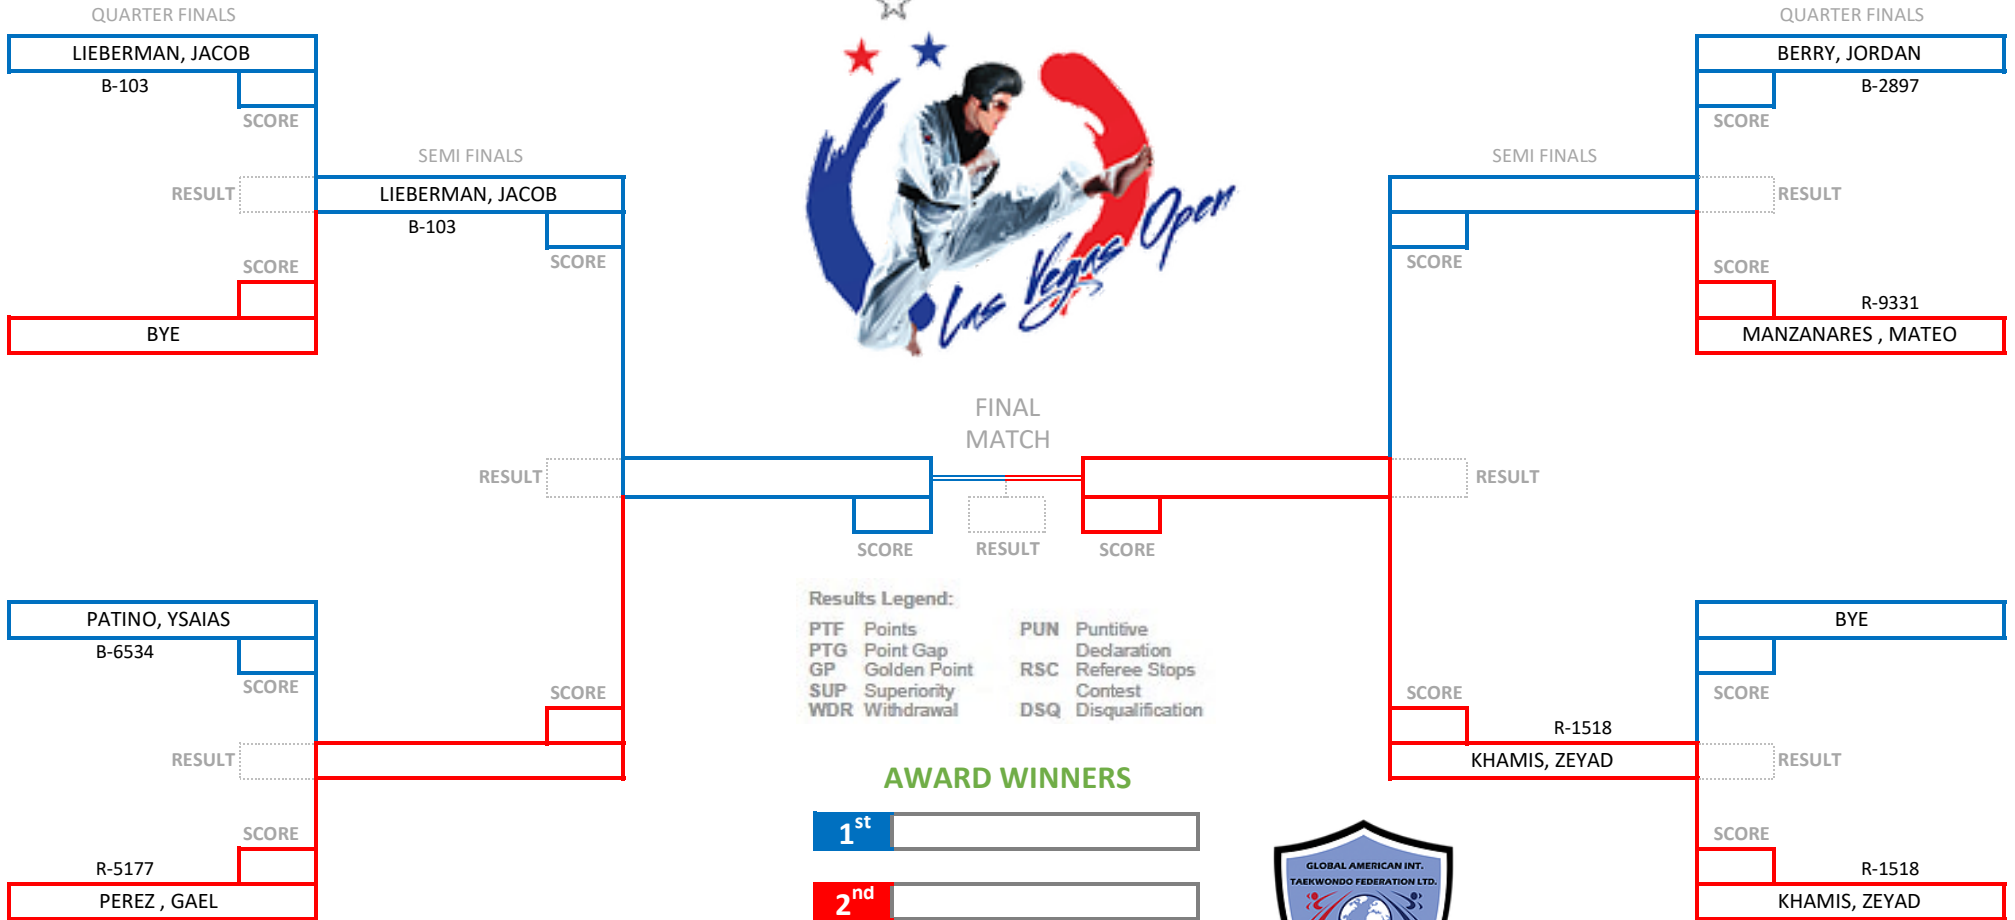 QUARTER FINALS
QUARTER FINALS
LIEBERMAN, JACOB
BERRY, JORDAN
B-103
B-2897
SCORE
SCORE
SEMI FINALS
SEMI FINALS
RESULT
LIEBERMAN, JACOB
RESULT
B-103
SCORE
SCORE
SCORE
SCORE
Las Vegas Open
R-9331
BYE
MANZANARES , MATEO
FINAL
MATCH
RESULT
RESULT
SCORE
RESULT
SCORE
Results Legend:
PTF Points
PTG Point Gap
GP Golden Point
SUP Superiority
WDR Withdrawal
PUN Puntitive
Declaration
RSC Referee Stops
Contest
DSQ Disqualification
PATINO, YSAIAS
BYE
B-6534
SCORE
SCORE
SCORE
SCORE
R-1518
RESULT
KHAMIS, ZEYAD
RESULT
AWARD WINNERS
1st
SCORE
SCORE
R-5177
R-1518
PEREZ , GAEL
2nd
KHAMIS, ZEYAD
GLOBAL AMERICAN INT.
TAEKWONDO FEDERATION LTD.